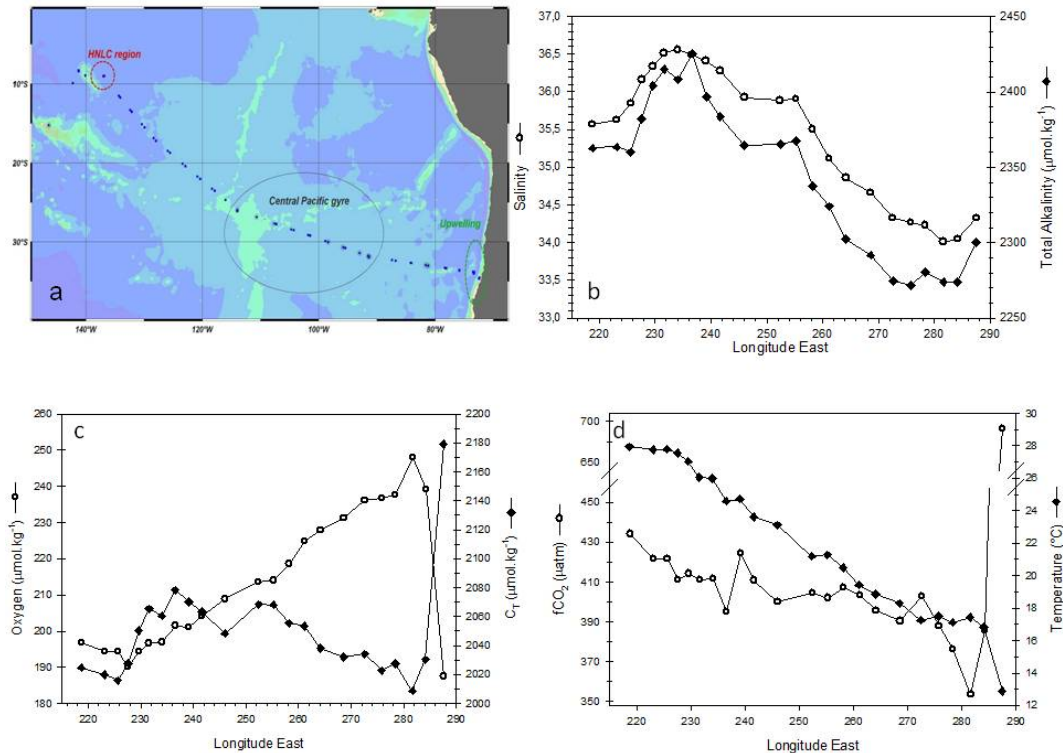 HNLC region
Central Pacific gyre
Upwelling
10°S
20°S
30°S
140°W
120°W
100°W
80°W
a
37,0
36,5
36,0
35,5
35,0
34,5
34,0
33,5
33,0
Salinity
2450
2400
2350
2300
2250
Total Alkalinity (µmol.kg⁻¹)
220 230 240 250 260 270 280 290
Longitude East
b
260
250
240
230
220
210
200
190
180
Oxygen (µmol.kg⁻¹)
2200
2180
2160
2140
2120
2100
2080
2060
2040
2020
2000
C_T (µmol.kg⁻¹)
220 230 240 250 260 270 280 290
Longitude East
c
700
650
450
430
410
390
370
350
fCO₂ (µatm)
30
28
26
24
22
20
18
16
14
12
Temperature (°C)
220 230 240 250 260 270 280 290
Longitude East
d